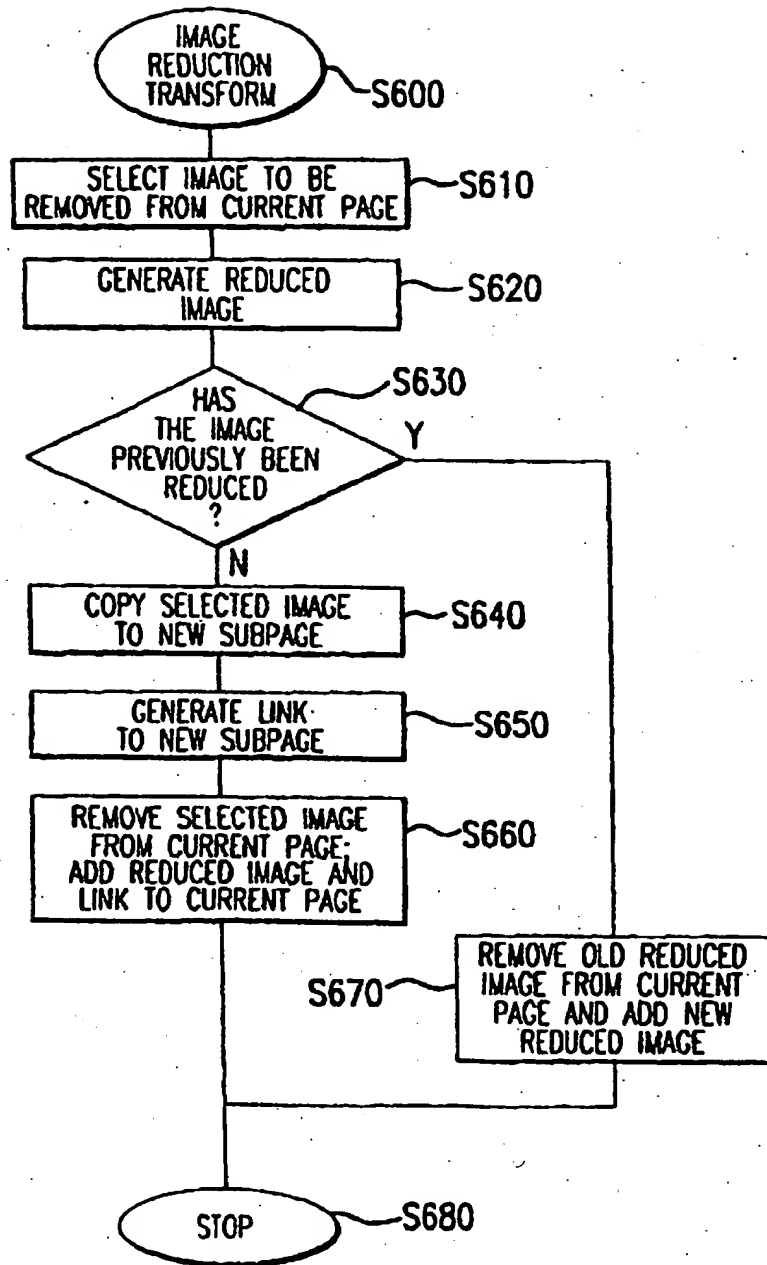 IMAGE
REDUCTION
TRANSFORM
S600
SELECT IMAGE TO BE
REMOVED FROM CURRENT PAGE
S610
GENERATE REDUCED
IMAGE
S620
S630
HAS
THE IMAGE
PREVIOUSLY BEEN
REDUCED
?
Y
N
COPY SELECTED IMAGE
TO NEW SUBPAGE
S640
GENERATE LINK
TO NEW SUBPAGE
S650
REMOVE SELECTED IMAGE
FROM CURRENT PAGE;
ADD REDUCED IMAGE AND
LINK TO CURRENT PAGE
S660
REMOVE OLD REDUCED
IMAGE FROM CURRENT
PAGE AND ADD NEW
REDUCED IMAGE
S670
STOP
S680